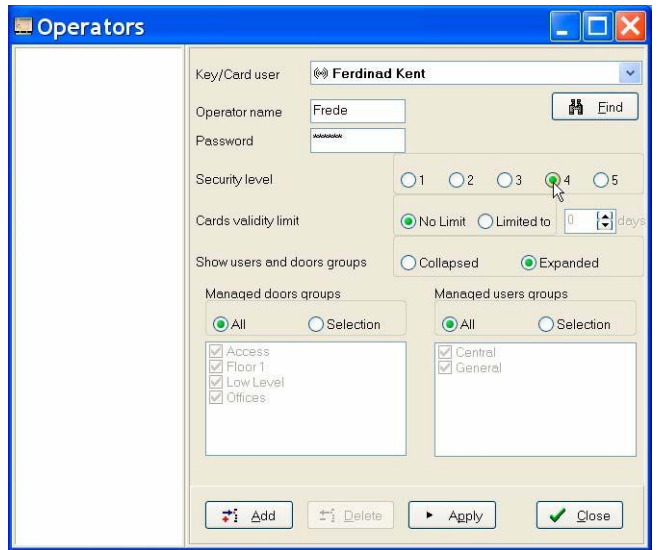 Operators
Key/Card user Ferdinad Kent
Operator name Frede Find
Password ******
Security level 1 2 3 4 5
Cards validity limit No Limit Limited to 0 days
Show users and doors groups Collapsed Expanded
Managed doors groups Managed users groups
All Selection All Selection
Access Central
Floor 1 General
Low Level
Offices
Add Delete Apply Close